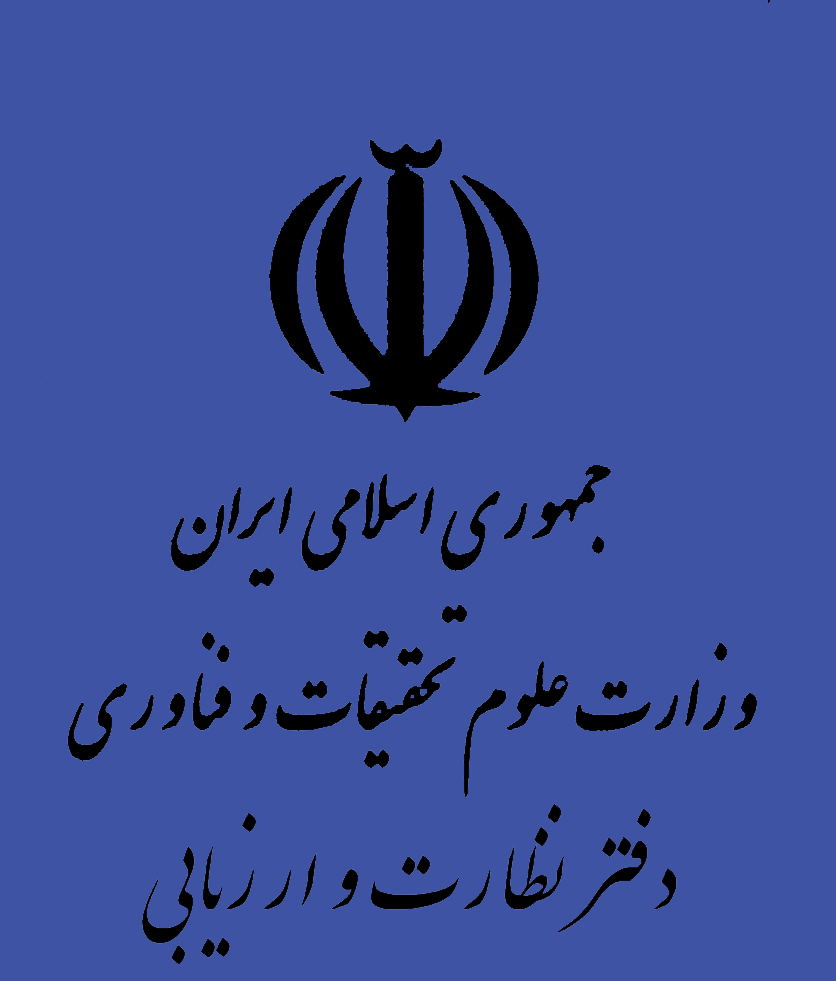 جمهوری اسلامی ایران
وزارت علوم تحقیقات و فناوری
دفتر نظارت و ارزیابی